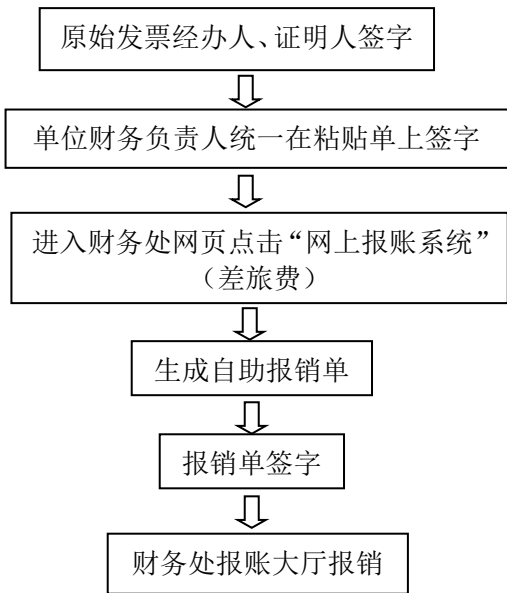 原始发票经办人、证明人签字
单位财务负责人统一在粘贴单上签字
进入财务处网页点击“网上报账系统”
（差旅费）
生成自助报销单
报销单签字
财务处报账大厅报销